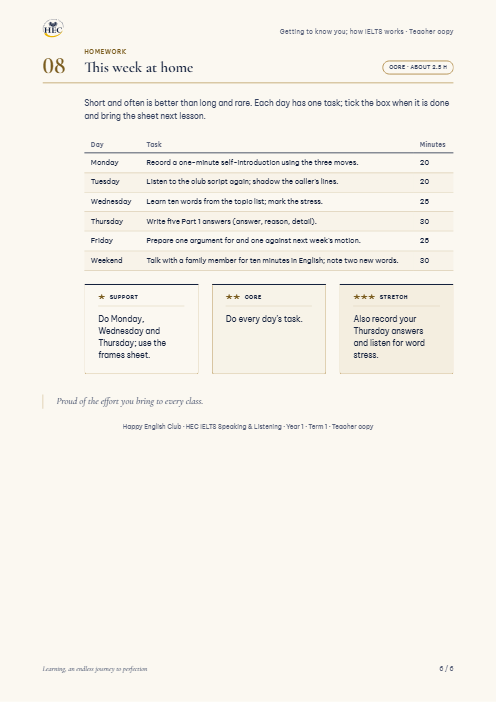 HEC
Getting to know you; how IELTS works · Teacher copy
HOMEWORK
08 This week at home
CORE · ABOUT 2.5 H
Short and often is better than long and rare. Each day has one task; tick the box when it is done
and bring the sheet next lesson.
Day Task Minutes
Monday Record a one-minute self-introduction using the three moves. 20
Tuesday Listen to the club script again; shadow the caller's lines. 20
Wednesday Learn ten words from the topic list; mark the stress. 25
Thursday Write five Part 1 answers (answer, reason, detail). 30
Friday Prepare one argument for and one against next week's motion. 25
Weekend Talk with a family member for ten minutes in English; note two new words. 30
★ SUPPORT
Do Monday,
Wednesday and
Thursday; use the
frames sheet.
★★ CORE
Do every day's task.
★★★ STRETCH
Also record your
Thursday answers
and listen for word
stress.
Proud of the effort you bring to every class.
Happy English Club · HEC IELTS Speaking & Listening · Year 1 · Term 1 · Teacher copy
Learning, an endless journey to perfection
6 / 6